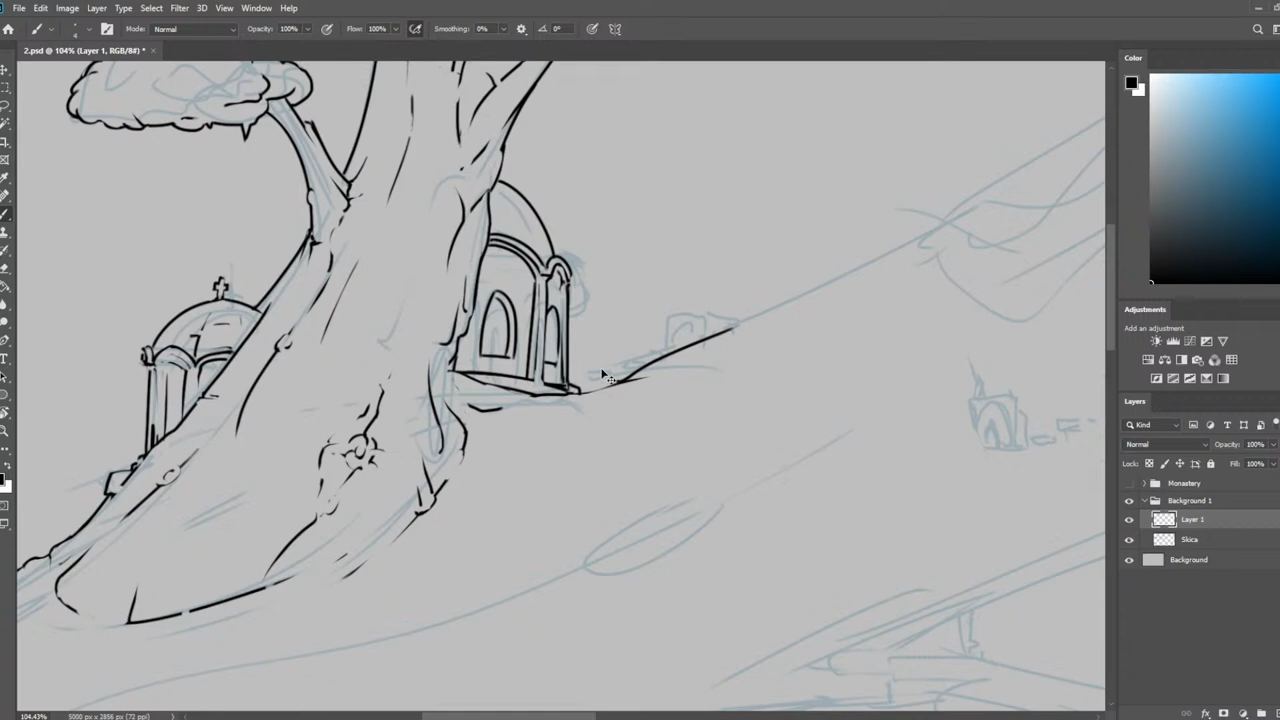 File Edit Image Layer Type Select Filter 3D View Window Help
Mode: Normal Opacity: 100% Flow: 100% Smoothing: 0% 0°
4
2.psd @ 104% (Layer 1, RGB/8#) * ×
Color
Adjustments
Add an adjustment
Layers
Kind
Normal Opacity: 100%
Lock: Fill: 100%
Monastery
Background 1
Layer 1
Skica
Background
104.43% 5000 px x 2856 px (72 ppi)